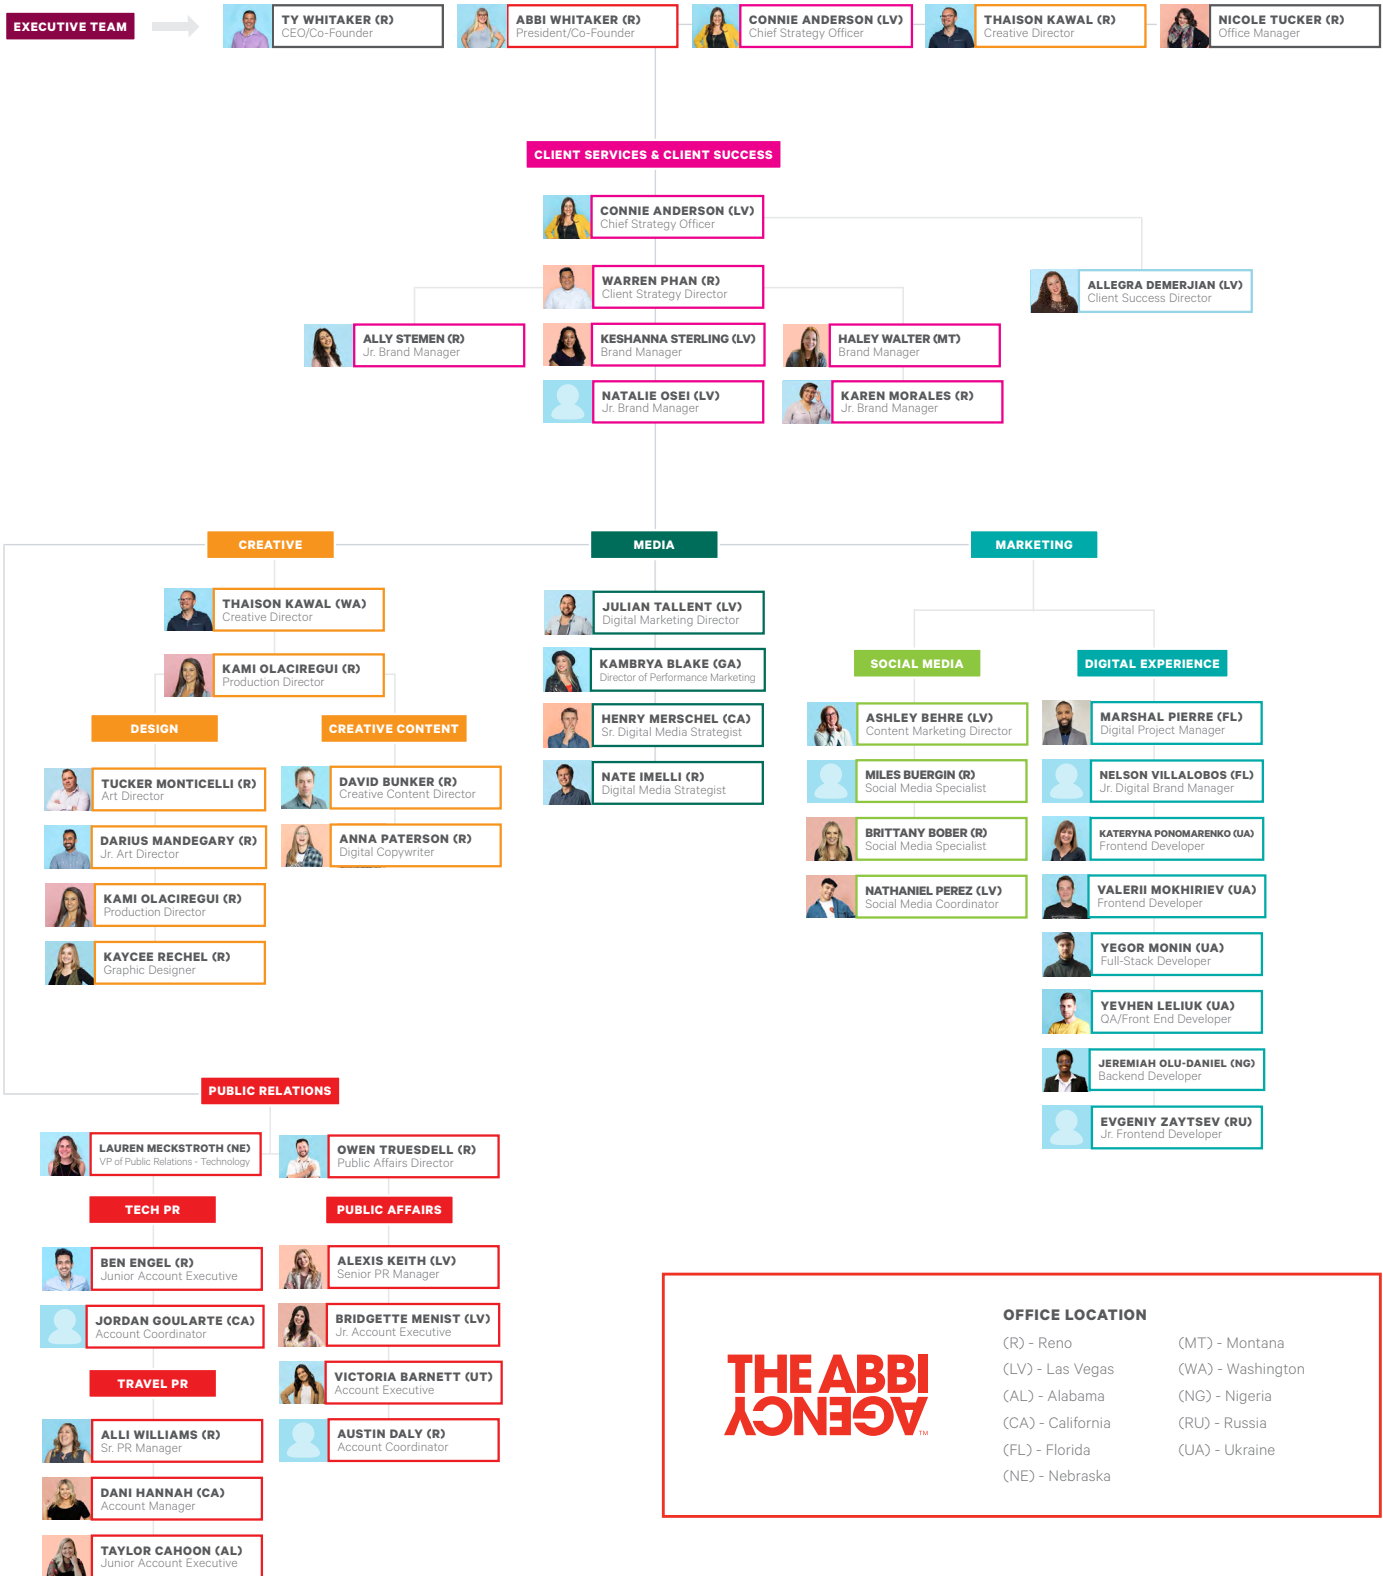 EXECUTIVE TEAM
TY WHITAKER (R)
CEO/Co-Founder
ABBI WHITAKER (R)
President/Co-Founder
CONNIE ANDERSON (LV)
Chief Strategy Officer
THAISON KAWAL (R)
Creative Director
NICOLE TUCKER (R)
Office Manager
CLIENT SERVICES & CLIENT SUCCESS
CONNIE ANDERSON (LV)
Chief Strategy Officer
WARREN PHAN (R)
Client Strategy Director
ALLEGRA DEMERJIAN (LV)
Client Success Director
ALLY STEMEN (R)
Jr. Brand Manager
KESHANNA STERLING (LV)
Brand Manager
HALEY WALTER (MT)
Brand Manager
NATALIE OSEI (LV)
Jr. Brand Manager
KAREN MORALES (R)
Jr. Brand Manager
CREATIVE
THAISON KAWAL (WA)
Creative Director
KAMI OLACIREGUI (R)
Production Director
DESIGN
TUCKER MONTICELLI (R)
Art Director
DARIUS MANDEGARY (R)
Jr. Art Director
KAMI OLACIREGUI (R)
Production Director
KAYCEE RECHEL (R)
Graphic Designer
CREATIVE CONTENT
DAVID BUNKER (R)
Creative Content Director
ANNA PATERSON (R)
Digital Copywriter
MEDIA
JULIAN TALLENT (LV)
Digital Marketing Director
KAMBRYA BLAKE (GA)
Director of Performance Marketing
HENRY MERSCHEL (CA)
Sr. Digital Media Strategist
NATE IMELLI (R)
Digital Media Strategist
MARKETING
SOCIAL MEDIA
ASHLEY BEHRE (LV)
Content Marketing Director
MILES BUERGIN (R)
Social Media Specialist
BRITTANY BOBER (R)
Social Media Specialist
NATHANIEL PEREZ (LV)
Social Media Coordinator
DIGITAL EXPERIENCE
MARSHAL PIERRE (FL)
Digital Project Manager
NELSON VILLALOBOS (FL)
Jr. Digital Brand Manager
KATERYNA PONOMARENKO (UA)
Frontend Developer
VALERII MOKHIRIEV (UA)
Frontend Developer
YEGOR MONIN (UA)
Full-Stack Developer
YEVHEN LELIUK (UA)
QA/Front End Developer
JEREMIAH OLU-DANIEL (NG)
Backend Developer
EVGENIY ZAYTSEV (RU)
Jr. Frontend Developer
PUBLIC RELATIONS
LAUREN MECKSTROTH (NE)
VP of Public Relations - Technology
OWEN TRUESDELL (R)
Public Affairs Director
TECH PR
BEN ENGEL (R)
Junior Account Executive
JORDAN GOULARTE (CA)
Account Coordinator
TRAVEL PR
ALLI WILLIAMS (R)
Sr. PR Manager
DANI HANNAH (CA)
Account Manager
TAYLOR CAHOON (AL)
Junior Account Executive
PUBLIC AFFAIRS
ALEXIS KEITH (LV)
Senior PR Manager
BRIDGETTE MENIST (LV)
Jr. Account Executive
VICTORIA BARNETT (UT)
Account Executive
AUSTIN DALY (R)
Account Coordinator
THE ABBI
AGENCY
TM
OFFICE LOCATION
(R) - Reno
(LV) - Las Vegas
(AL) - Alabama
(CA) - California
(FL) - Florida
(NE) - Nebraska
(MT) - Montana
(WA) - Washington
(NG) - Nigeria
(RU) - Russia
(UA) - Ukraine